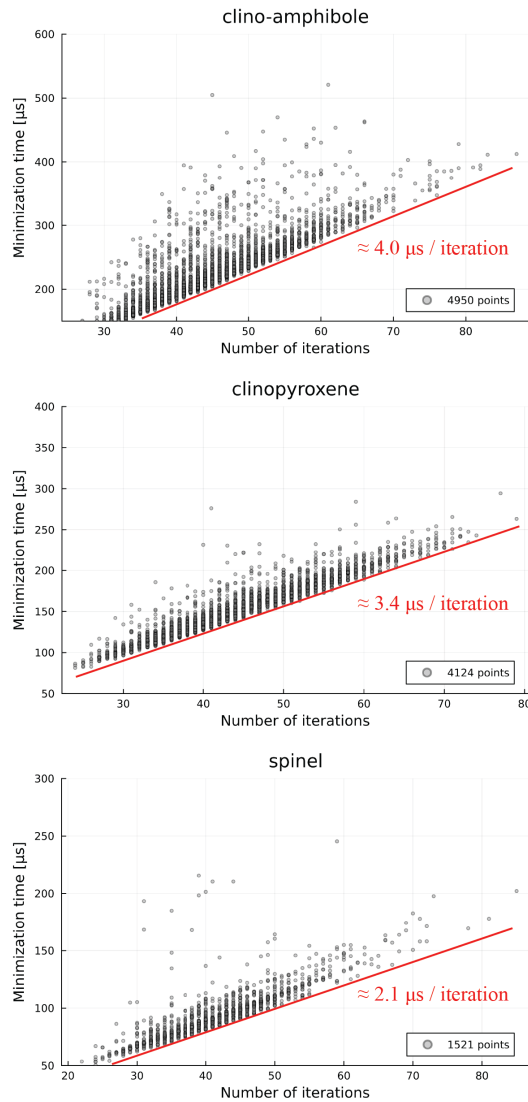 clino-amphibole
600
500
400
300
200
Minimization time [μs]
≈ 4.0 μs / iteration
4950 points
30 40 50 60 70 80
Number of iterations
clinopyroxene
400
350
300
250
200
150
100
50
Minimization time [μs]
≈ 3.4 μs / iteration
4124 points
30 40 50 60 70 80
Number of iterations
spinel
300
250
200
150
100
50
Minimization time [μs]
≈ 2.1 μs / iteration
1521 points
20 30 40 50 60 70 80
Number of iterations